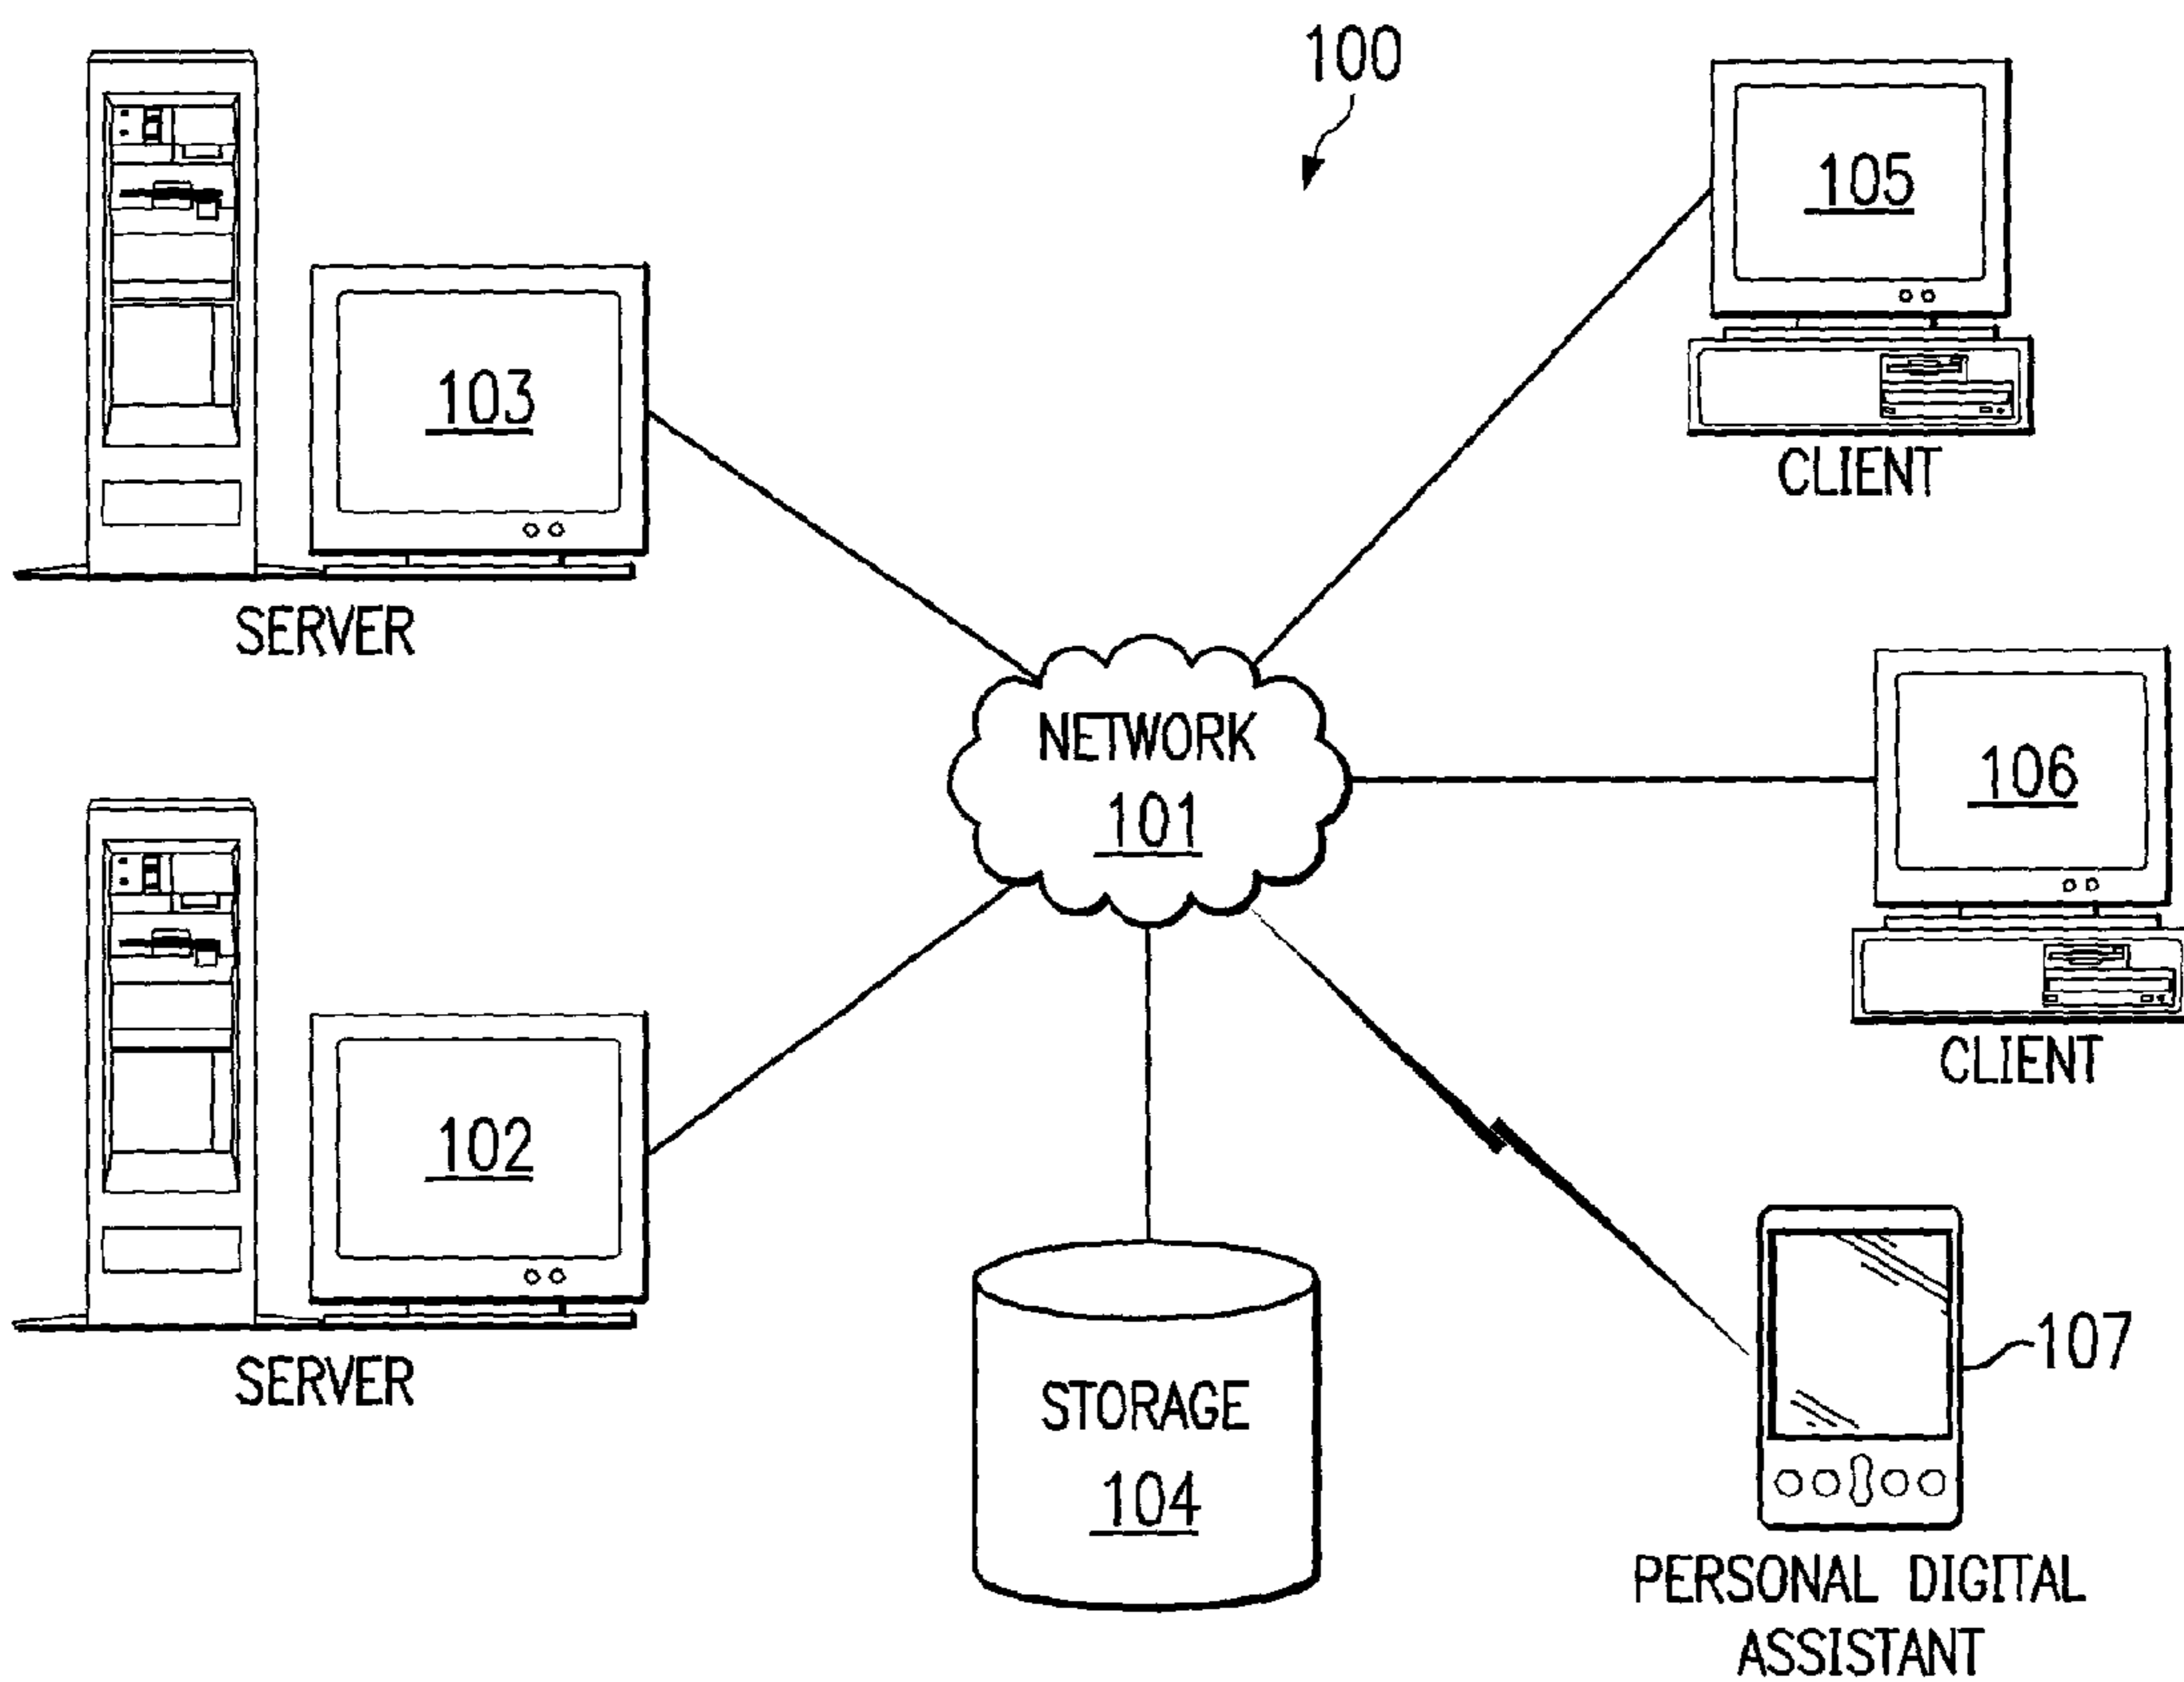 100
105
CLIENT
103
SERVER
NETWORK
101
106
CLIENT
102
SERVER
STORAGE
104
107
PERSONAL DIGITAL
ASSISTANT